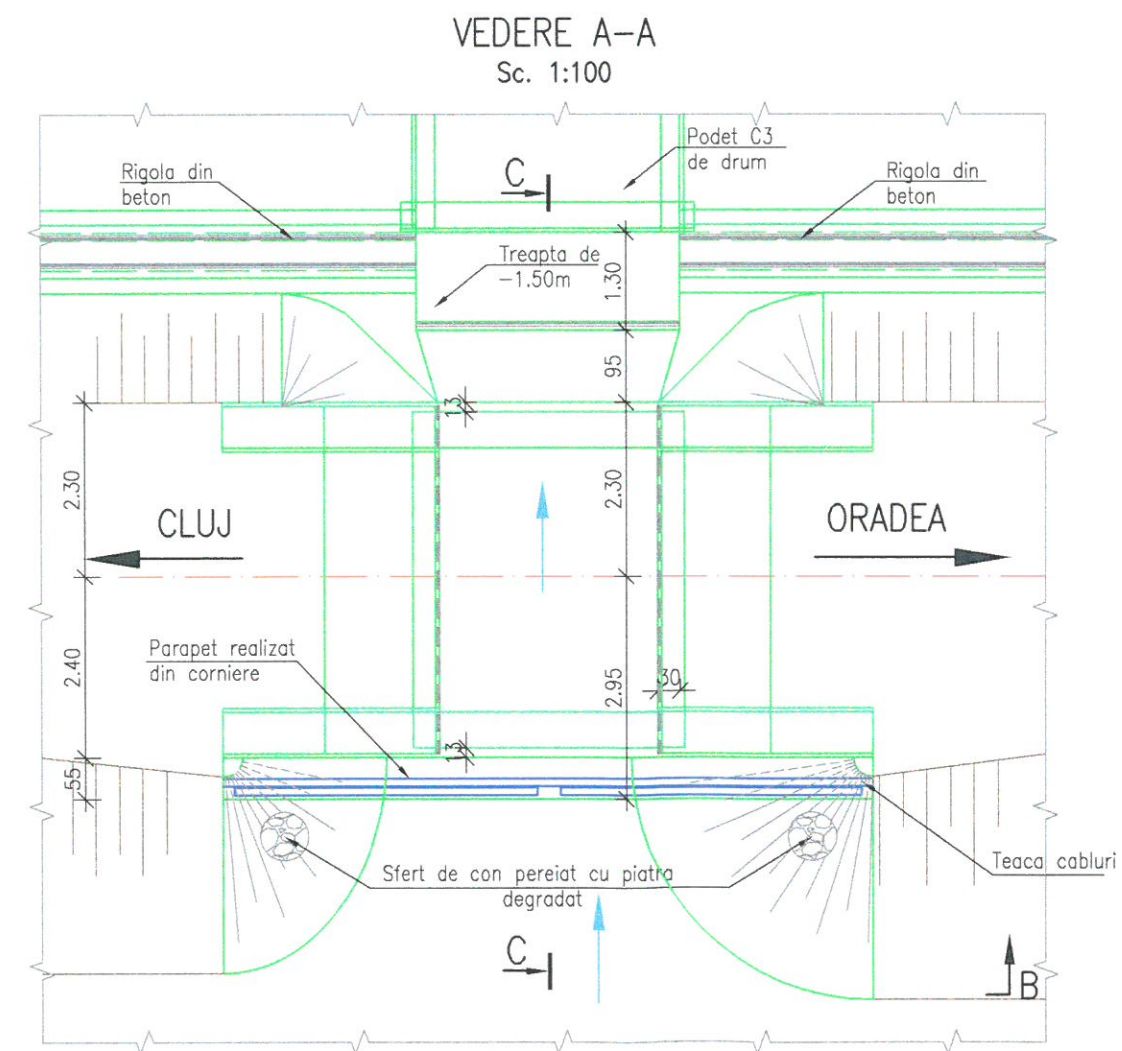 VEDERE A-A
Sc. 1:100
Podet C3
de drum
Rigola din
beton
C
Rigola din
beton
Treapta de
-1.50m
1.30
95
13
2.30
2.30
CLUJ
ORADEA
Parapet realizat
din corniere
2.40
2.95
30
13
55
Teaca cabluri
Sfert de con pereiat cu piatra
degradat
C
B